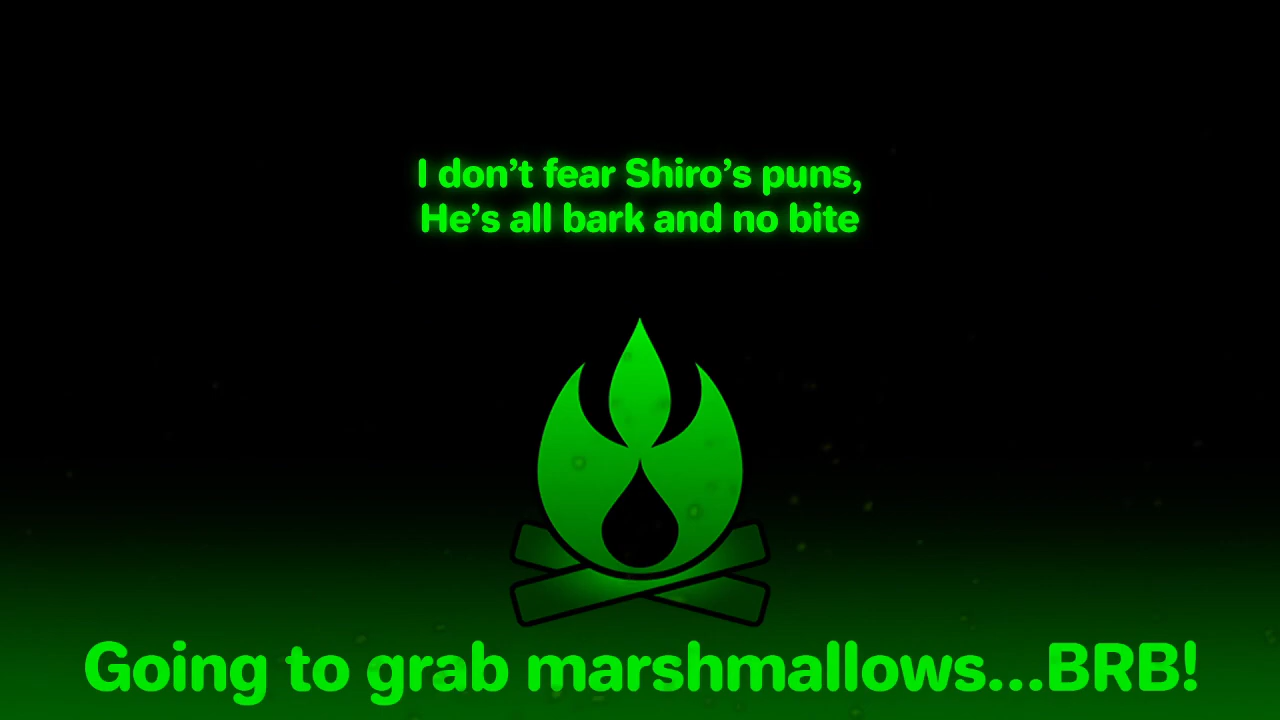 I don’t fear Shiro’s puns,
He’s all bark and no bite
Going to grab marshmallows...BRB!